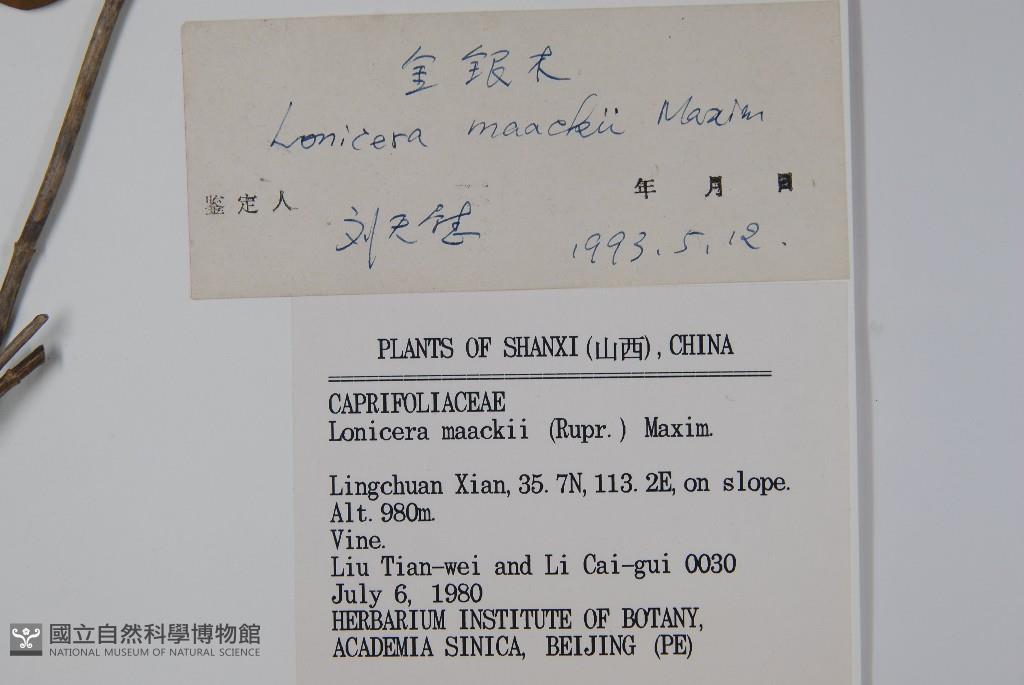 金银木
Lonicera maackii Maxim
年 月 日
鉴定人
刘天慰
1993.5.12.
PLANTS OF SHANXI (山西), CHINA
CAPRIFOLIACEAE
Lonicera maackii (Rupr.) Maxim.
Lingchuan Xian, 35.7N, 113.2E, on slope.
Alt. 980m.
Vine.
Liu Tian-wei and Li Cai-gui 0030
July 6, 1980
HERBARIUM INSTITUTE OF BOTANY,
ACADEMIA SINICA, BEIJING (PE)
國立自然科學博物館
NATIONAL MUSEUM OF NATURAL SCIENCE